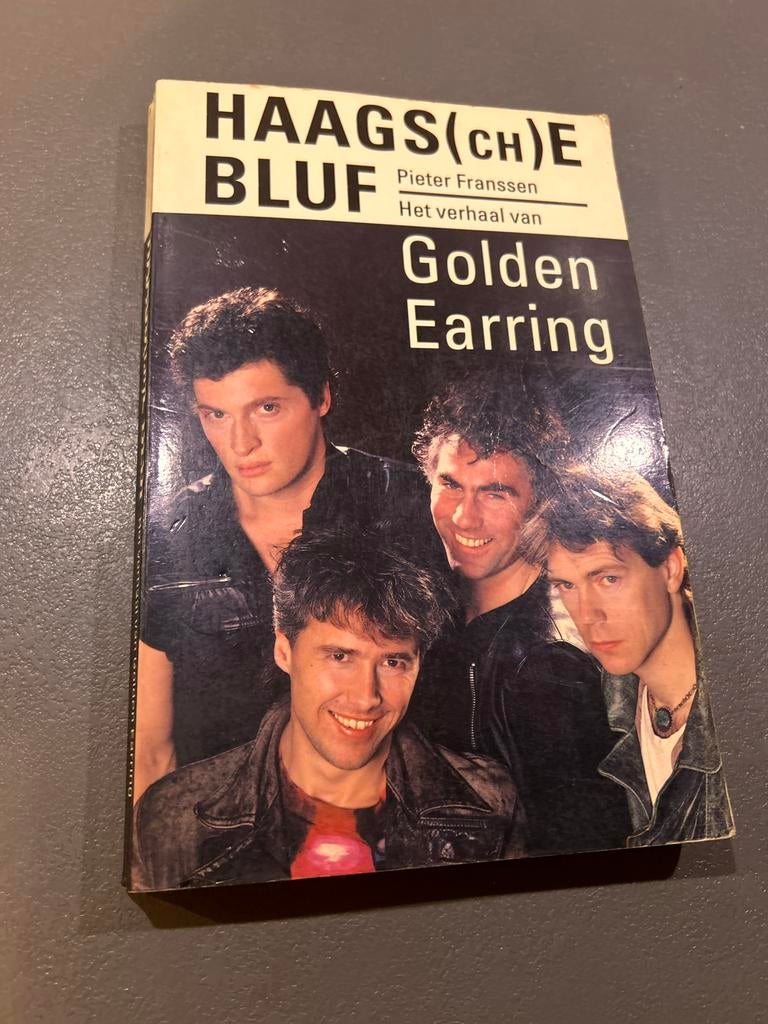 HAAGS(CH)E
BLUF
Pieter Franssen
Het verhaal van
Golden
Earring